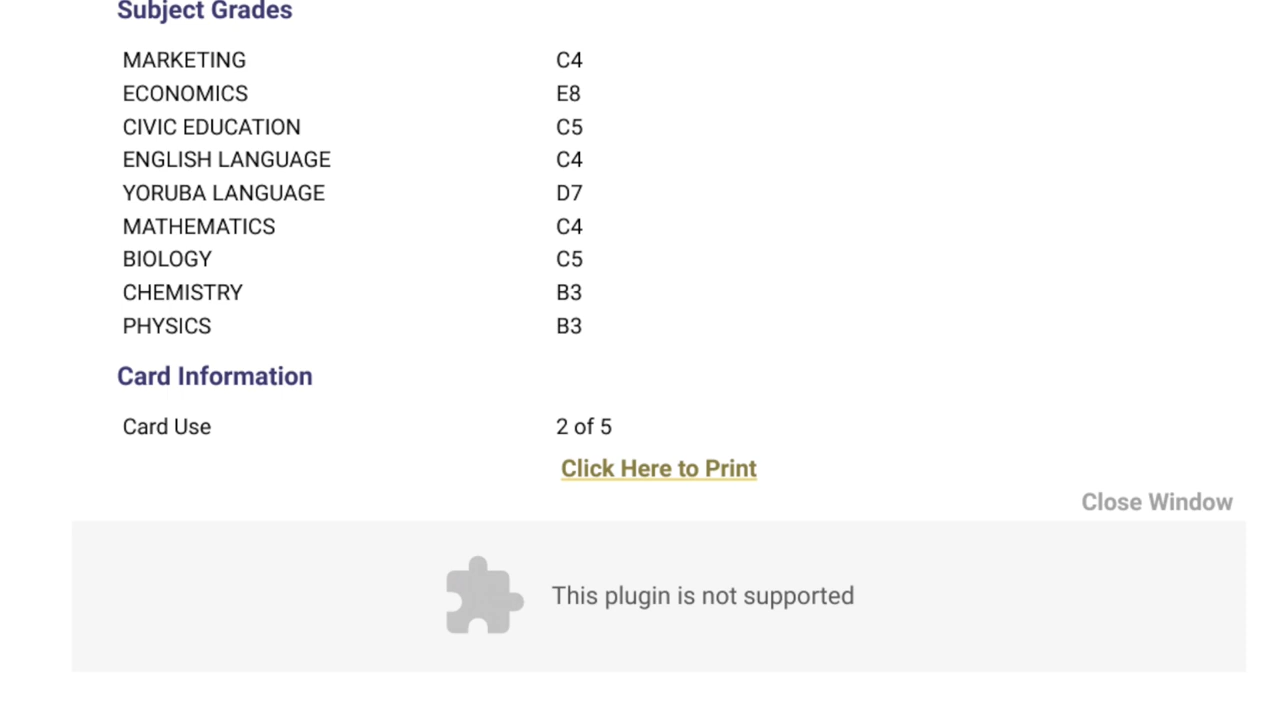 Subject Grades
MARKETING C4
ECONOMICS E8
CIVIC EDUCATION C5
ENGLISH LANGUAGE C4
YORUBA LANGUAGE D7
MATHEMATICS C4
BIOLOGY C5
CHEMISTRY B3
PHYSICS B3
Card Information
Card Use 2 of 5
Click Here to Print
Close Window
This plugin is not supported